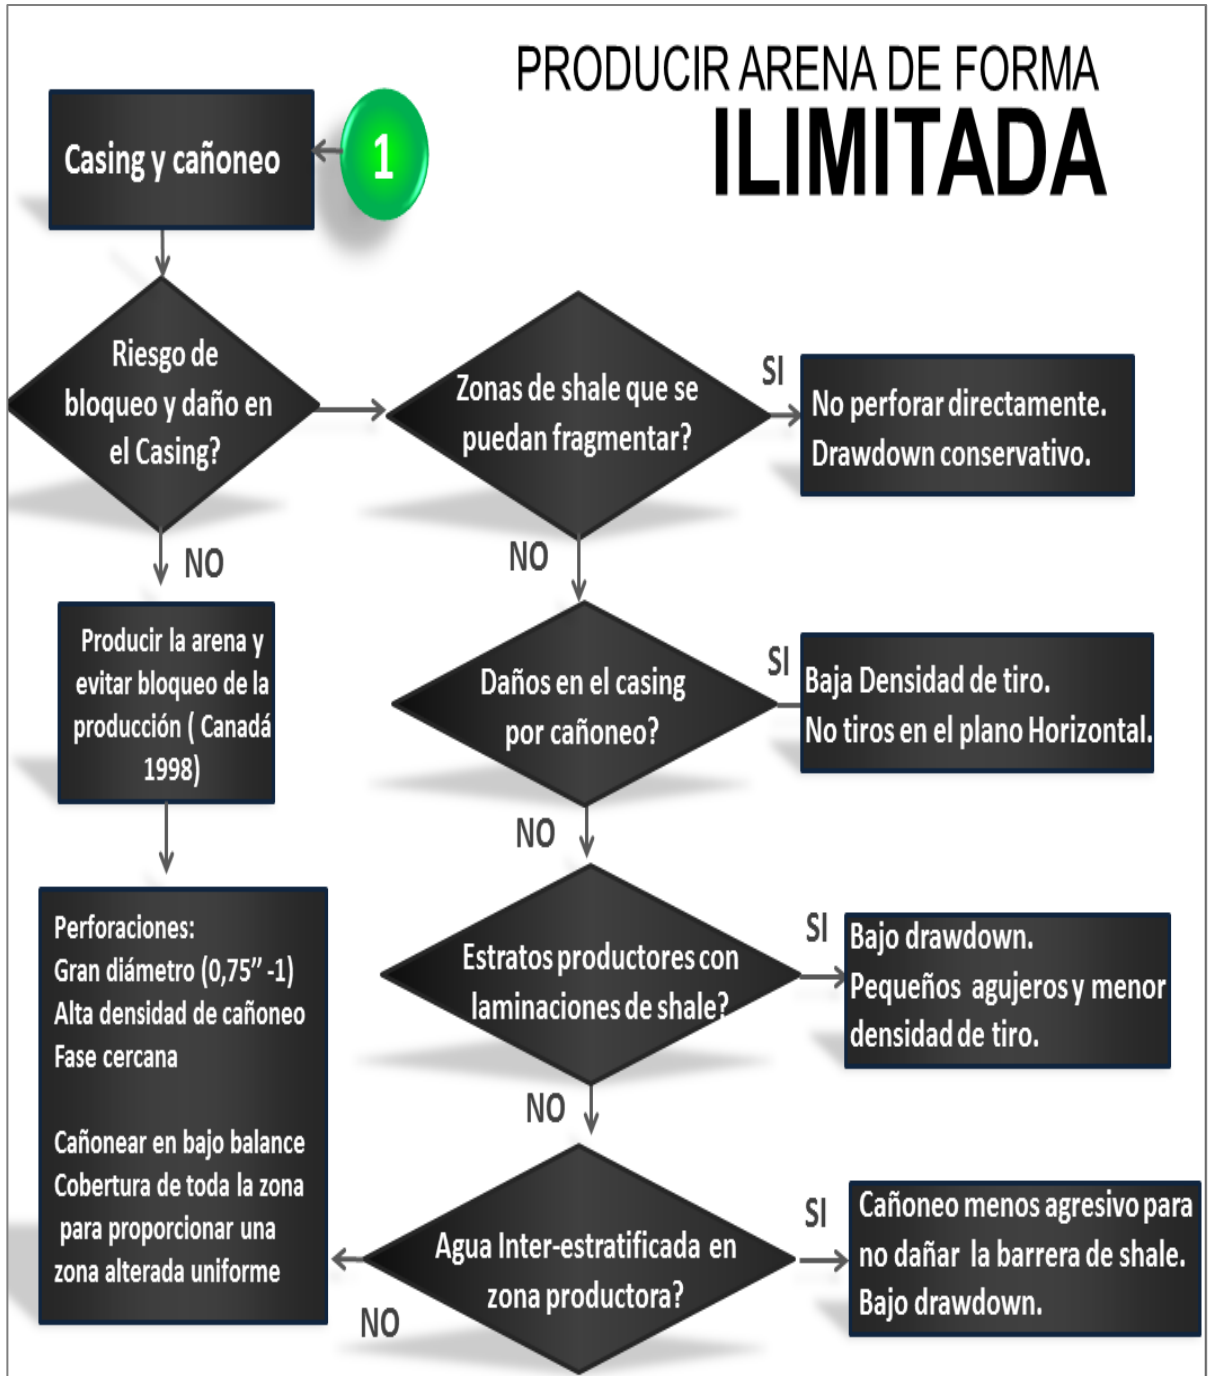 PRODUCIR ARENA DE FORMA
ILIMITADA
Casing y cañoneo
1
Riesgo de
bloqueo y daño en
el Casing?
NO
Producir la arena y
evitar bloqueo de la
producción ( Canadá
1998)
Perforaciones:
Gran diámetro (0,75” -1)
Alta densidad de cañoneo
Fase cercana
Cañonear en bajo balance
Cobertura de toda la zona
para proporcionar una
zona alterada uniforme
Zonas de shale que se
puedan fragmentar?
SI
No perforar directamente.
Drawdown conservativo.
NO
Daños en el casing
por cañoneo?
SI
Baja Densidad de tiro.
No tiros en el plano Horizontal.
NO
Estratos productores con
laminaciones de shale?
SI
Bajo drawdown.
Pequeños agujeros y menor
densidad de tiro.
NO
Agua Inter-estratificada en
zona productora?
SI
Cañoneo menos agresivo para
no dañar la barrera de shale.
Bajo drawdown.
NO